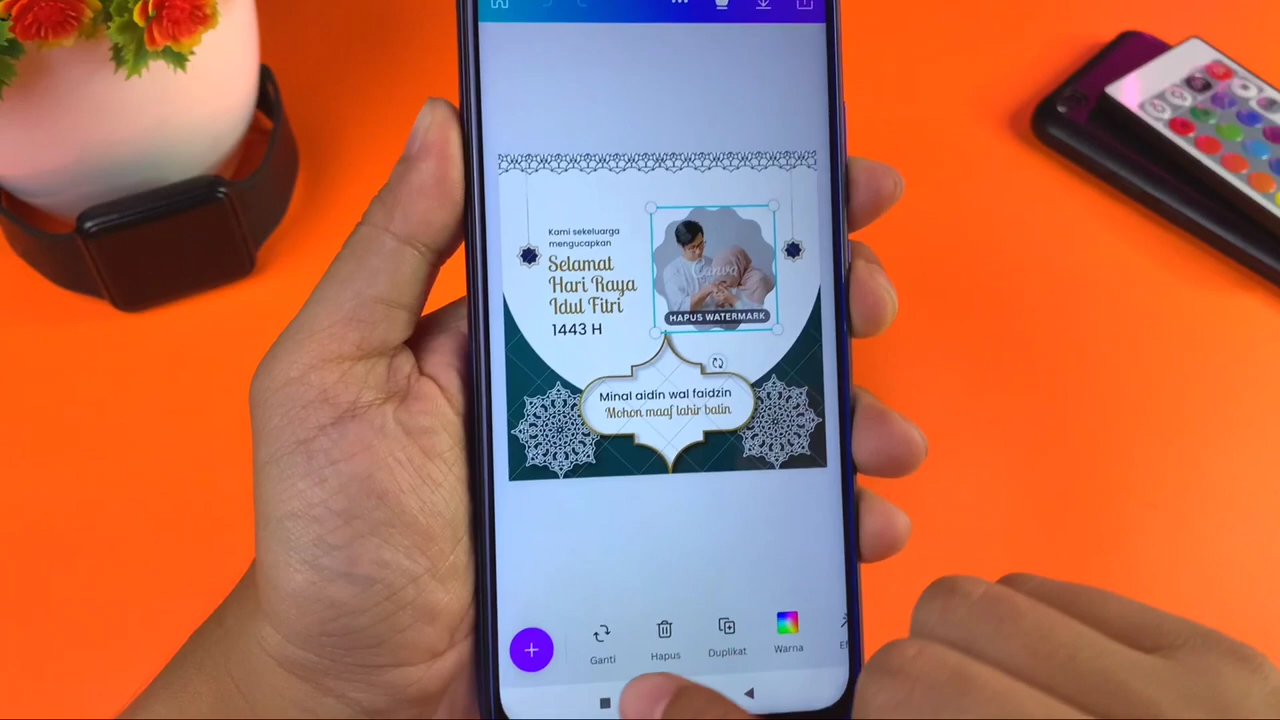 Kami sekeluarga
mengucapkan
Selamat
Hari Raya
Idul Fitri
1443 H
Canva
HAPUS WATERMARK
Minal aidin wal faidzin
Mohon maaf lahir batin
Ganti
Hapus
Duplikat
Warna
Ef